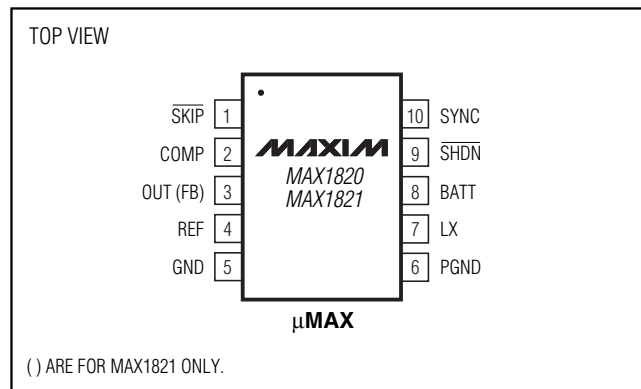 TOP VIEW
SKIP 1
COMP 2
OUT (FB) 3
REF 4
GND 5
MAXIM
MAX1820
MAX1821
10 SYNC
9 SHDN
8 BATT
7 LX
6 PGND
µMAX
( ) ARE FOR MAX1821 ONLY.